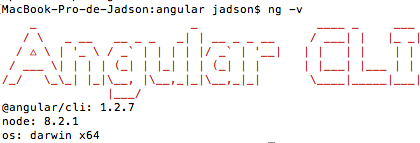 MacBook-Pro-de-Jadson:angular jadson$ ng -v
Angular CLI
@angular/cli: 1.2.7
node: 8.2.1
os: darwin x64